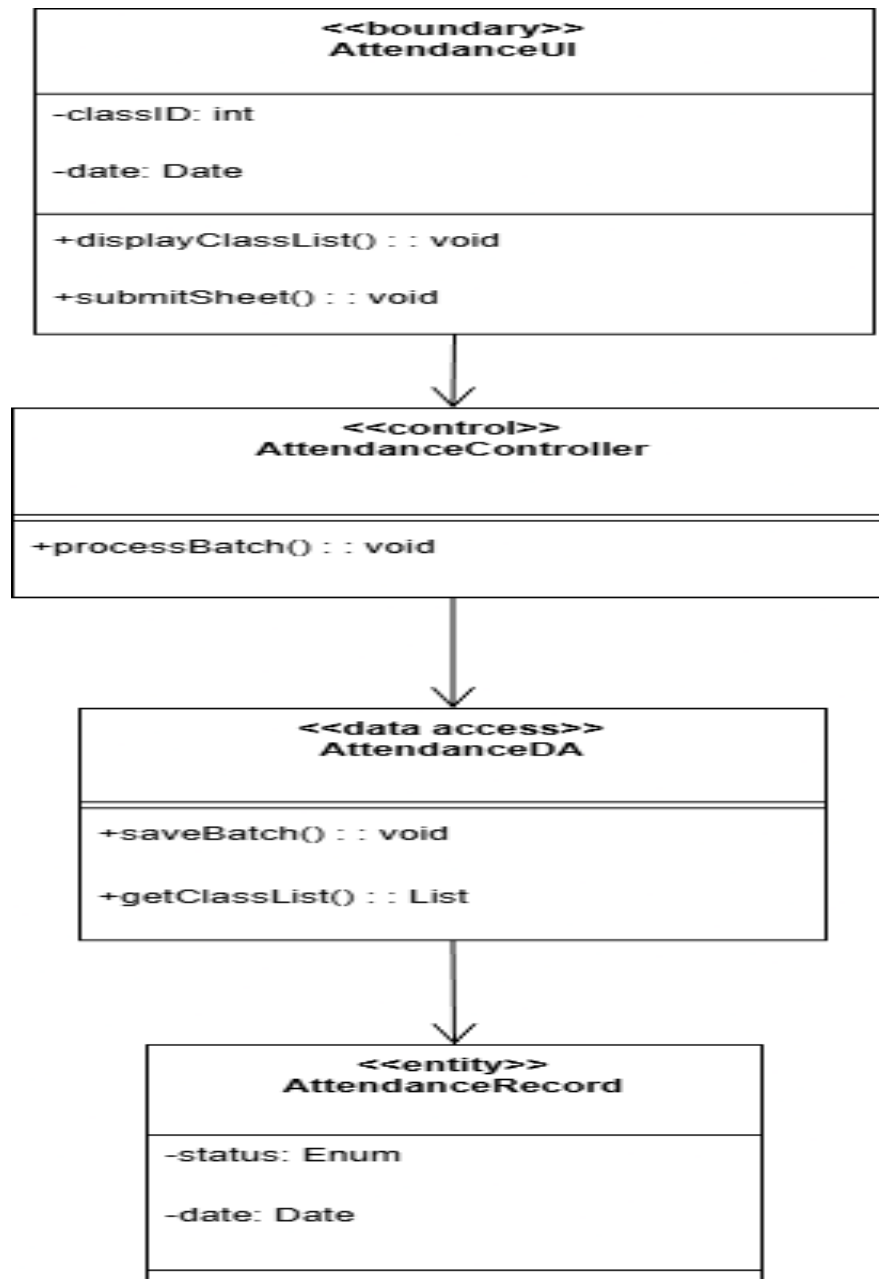 <<boundary>>
AttendanceUI
-classID: int
-date: Date
+displayClassList() : : void
+submitSheet() : : void
<<control>>
AttendanceController
+processBatch() : : void
<<data access>>
AttendanceDA
+saveBatch() : : void
+getClassList() : : List
<<entity>>
AttendanceRecord
-status: Enum
-date: Date